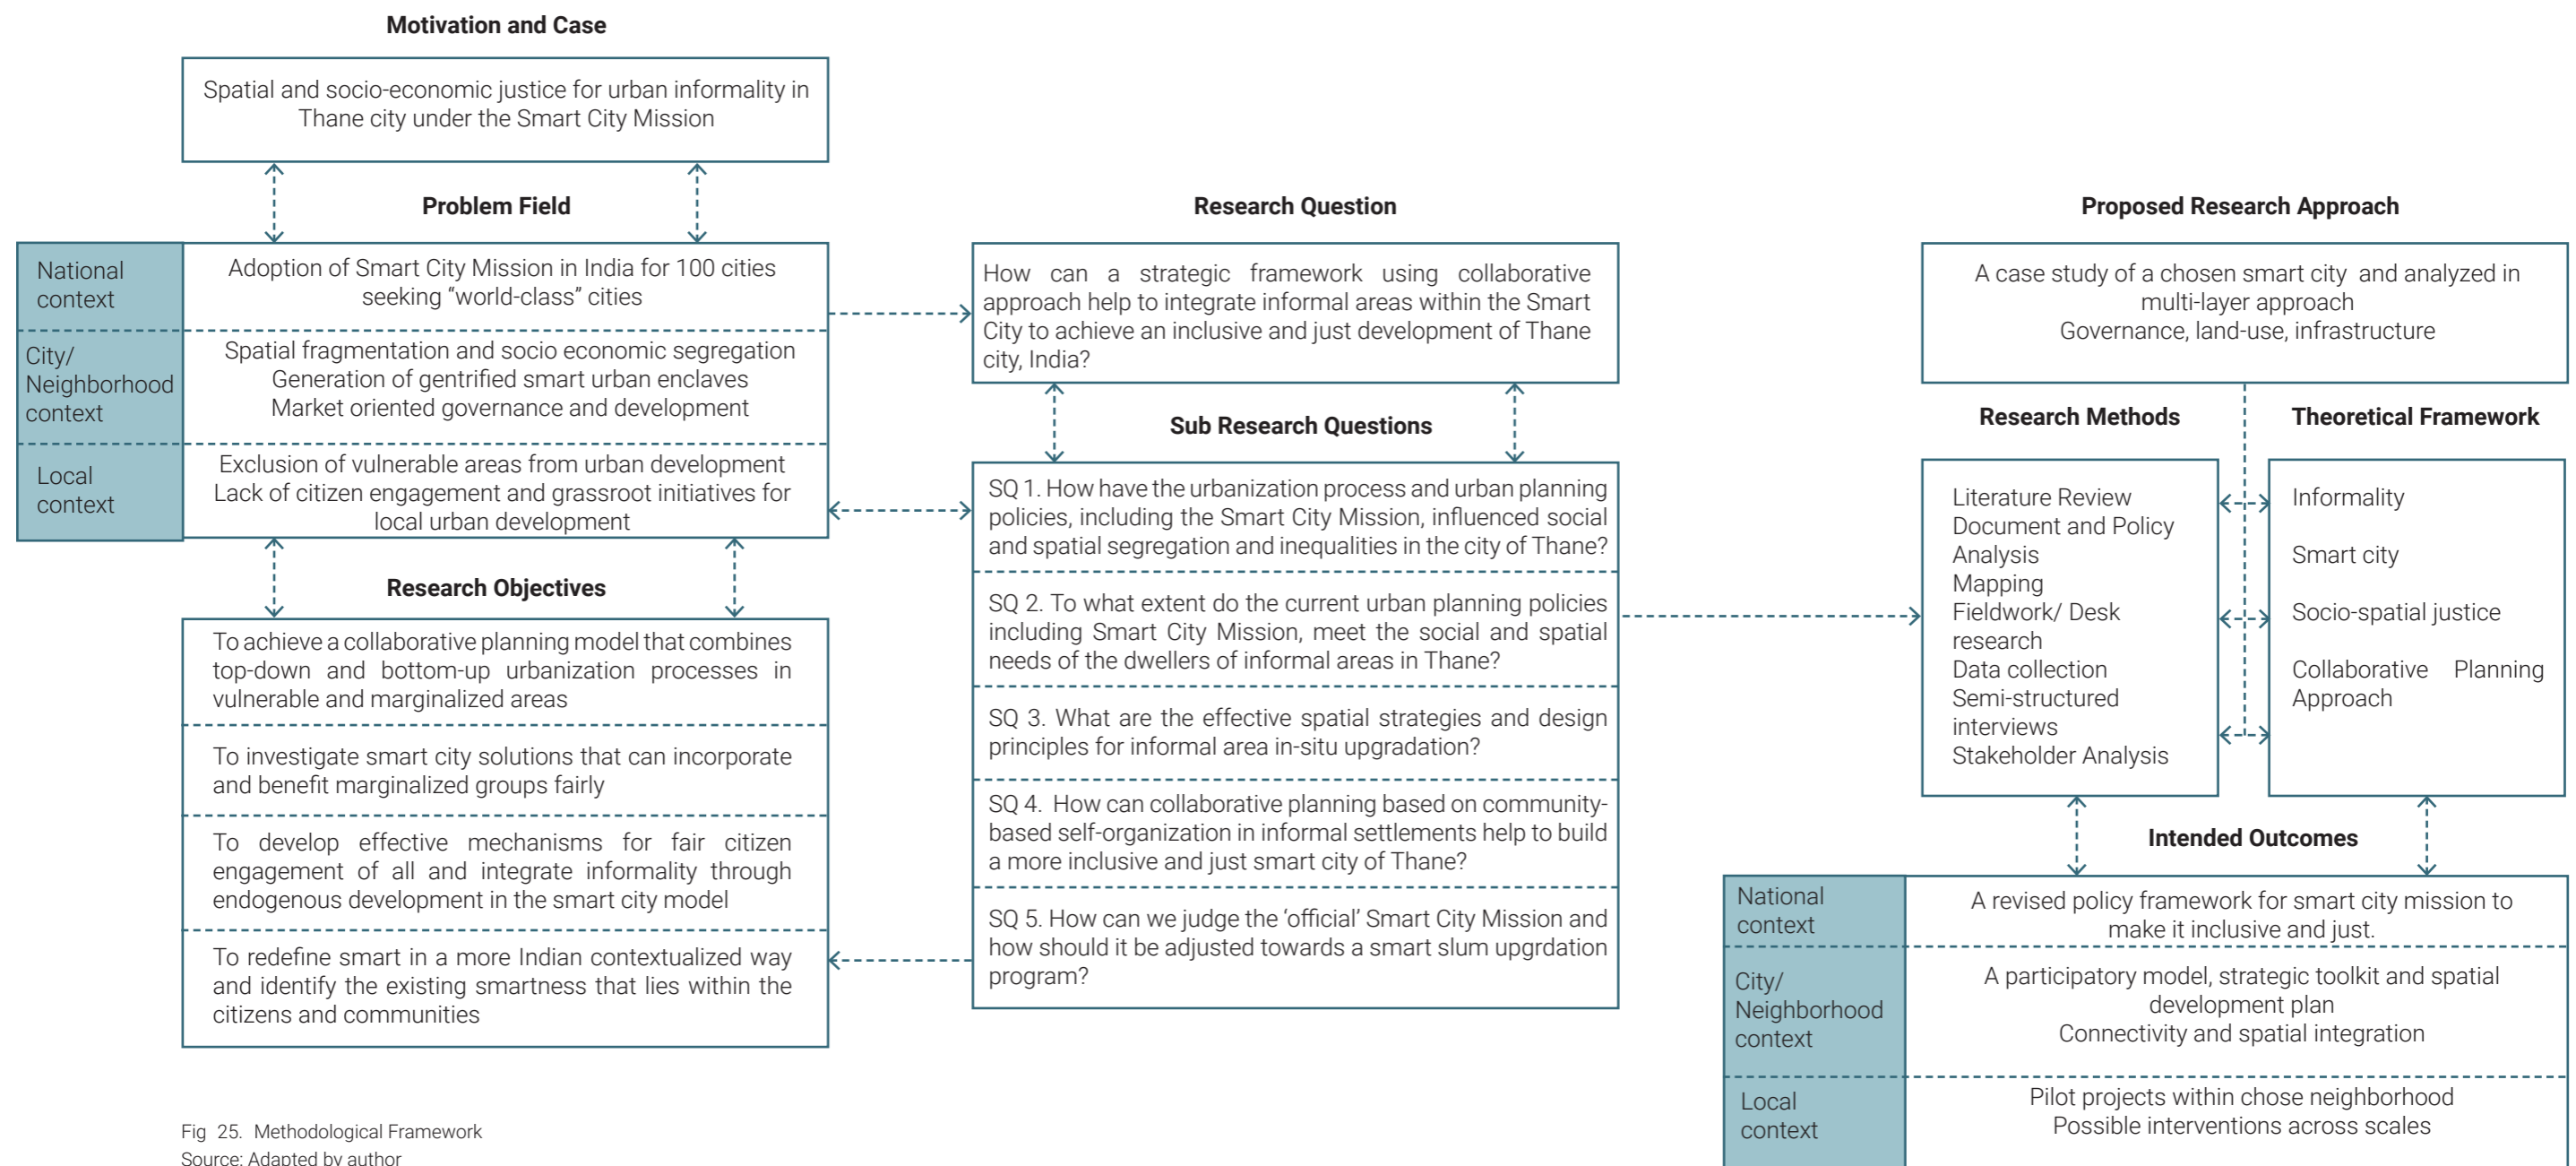 Motivation and Case
Spatial and socio-economic justice for urban informality in
Thane city under the Smart City Mission
Problem Field
National
context
Adoption of Smart City Mission in India for 100 cities
seeking “world-class” cities
City/
Neighborhood
context
Spatial fragmentation and socio economic segregation
Generation of gentrified smart urban enclaves
Market oriented governance and development
Local
context
Exclusion of vulnerable areas from urban development
Lack of citizen engagement and grassroot initiatives for
local urban development
Research Objectives
To achieve a collaborative planning model that combines
top-down and bottom-up urbanization processes in
vulnerable and marginalized areas
To investigate smart city solutions that can incorporate
and benefit marginalized groups fairly
To develop effective mechanisms for fair citizen
engagement of all and integrate informality through
endogenous development in the smart city model
To redefine smart in a more Indian contextualized way
and identify the existing smartness that lies within the
citizens and communities
Research Question
How can a strategic framework using collaborative
approach help to integrate informal areas within the Smart
City to achieve an inclusive and just development of Thane
city, India?
Sub Research Questions
SQ 1. How have the urbanization process and urban planning
policies, including the Smart City Mission, influenced social
and spatial segregation and inequalities in the city of Thane?
SQ 2. To what extent do the current urban planning policies
including Smart City Mission, meet the social and spatial
needs of the dwellers of informal areas in Thane?
SQ 3. What are the effective spatial strategies and design
principles for informal area in-situ upgradation?
SQ 4. How can collaborative planning based on community-
based self-organization in informal settlements help to build
a more inclusive and just smart city of Thane?
SQ 5. How can we judge the ‘official’ Smart City Mission and
how should it be adjusted towards a smart slum upgrdation
program?
Proposed Research Approach
A case study of a chosen smart city and analyzed in
multi-layer approach
Governance, land-use, infrastructure
Research Methods
Literature Review
Document and Policy
Analysis
Mapping
Fieldwork/ Desk
research
Data collection
Semi-structured
interviews
Stakeholder Analysis
Theoretical Framework
Informality
Smart city
Socio-spatial justice
Collaborative Planning
Approach
Intended Outcomes
National
context
A revised policy framework for smart city mission to
make it inclusive and just.
City/
Neighborhood
context
A participatory model, strategic toolkit and spatial
development plan
Connectivity and spatial integration
Local
context
Pilot projects within chose neighborhood
Possible interventions across scales
Fig 25. Methodological Framework
Source: Adapted by author